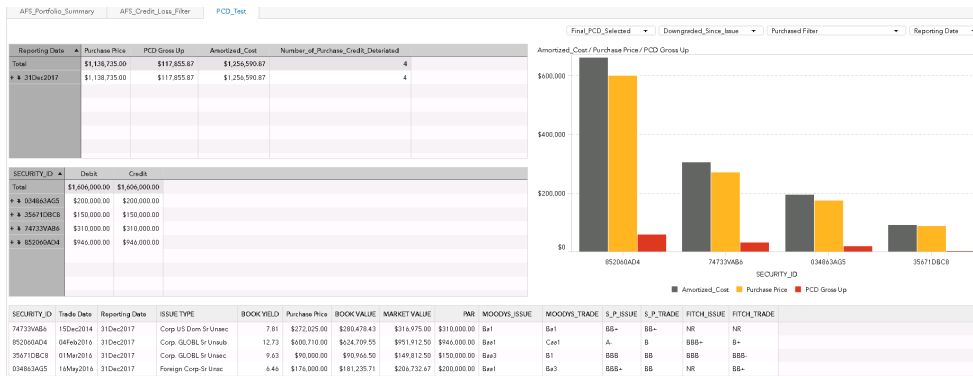 AFS_Portfolio_Summary AFS_Credit_Loss_Filter PCD_Test
Final_PCD_Selected Downgraded_Since_Issue Purchased Filter Reporting Date
Reporting Date Purchase Price PCD Gross Up Amortized_Cost Number_of_Purchase_Credit_Deteriated
Total $1,138,735.00 $117,855.87 $1,256,590.87 4
31Dec2017 $1,138,735.00 $117,855.87 $1,256,590.87 4
Amortized_Cost / Purchase Price / PCD Gross Up
$600,000
$400,000
$200,000
$0
852060AD4 74733VAB6 034863AG5 35671DBC8
SECURITY_ID
Amortized_Cost Purchase Price PCD Gross Up
SECURITY_ID Debit Credit
Total $1,606,000.00 $1,606,000.00
034863AG5 $200,000.00 $200,000.00
35671DBC8 $150,000.00 $150,000.00
74733VAB6 $310,000.00 $310,000.00
852060AD4 $946,000.00 $946,000.00
SECURITY_ID Trade Date Reporting Date ISSUE TYPE BOOK YIELD Purchase Price BOOK VALUE MARKET VALUE PAR MOODYS_ISSUE MOODYS_TRADE S_P_ISSUE S_P_TRADE FITCH_ISSUE FITCH_TRADE
74733VAB6 15Dec2014 31Dec2017 Corp US Dom Sr Unsec 7.81 $272,025.00 $280,478.43 $316,975.00 $310,000.00 Ba1 Ba1 BB+ BB+ NR NR
852060AD4 04Feb2016 31Dec2017 Corp. GLOBL Sr Unsub 12.73 $600,710.00 $624,709.55 $951,912.50 $946,000.00 Baa1 Caa1 A- B BBB+ B+
35671DBC8 01Mar2016 31Dec2017 Corp. GLOBL Sr Unsec 9.63 $90,000.00 $90,966.50 $149,812.50 $150,000.00 Baa3 B1 BBB BB BBB BBB-
034863AG5 16May2016 31Dec2017 Foreign Corp-Sr Unsc 6.46 $176,000.00 $181,235.71 $206,732.67 $200,000.00 Baa1 Ba3 BBB+ BB NR BB+